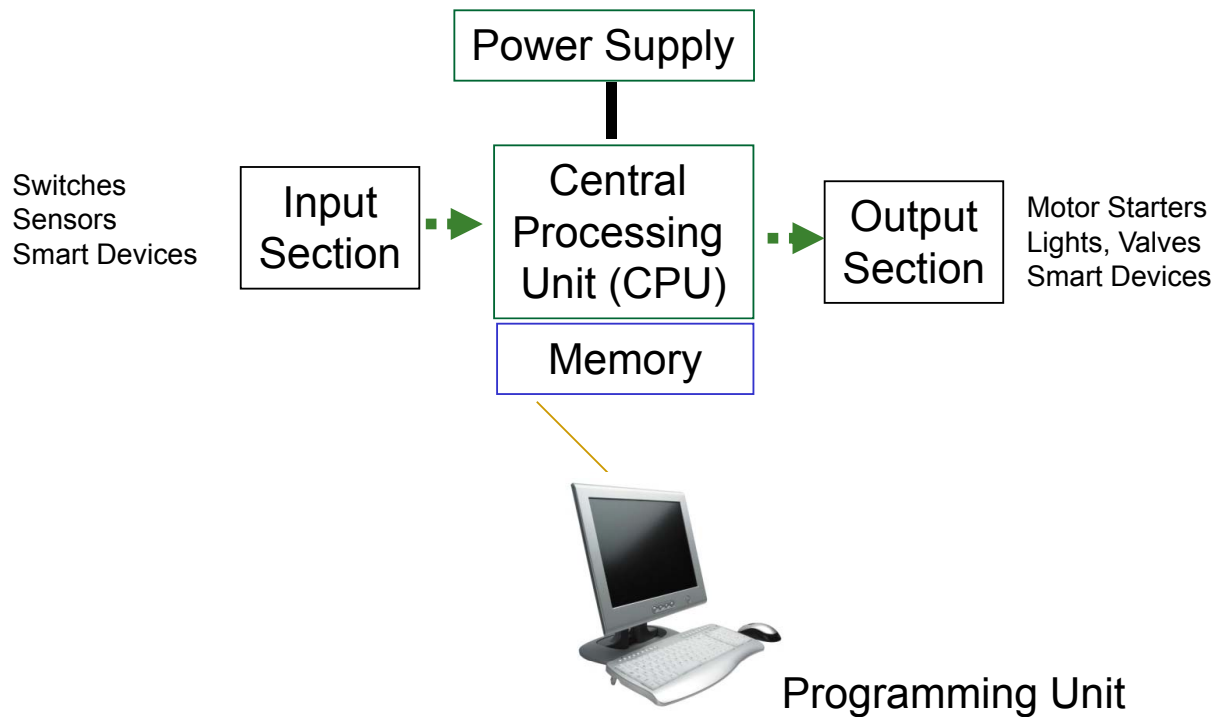 Power Supply
Switches
Sensors
Smart Devices
Input
Section
Central
Processing
Unit (CPU)
Output
Section
Motor Starters
Lights, Valves
Smart Devices
Memory
Programming Unit